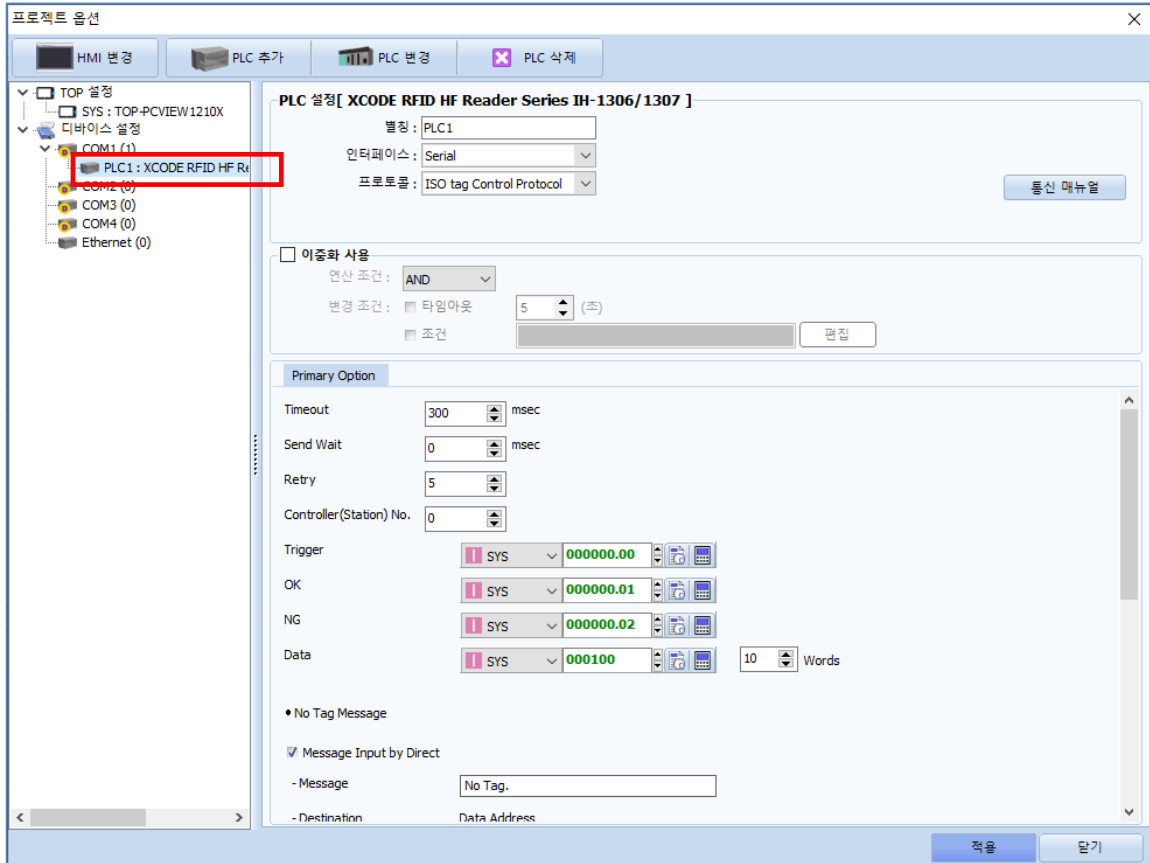 프로젝트 옵션
HMI 변경
PLC 추가
PLC 변경
PLC 삭제
TOP 설정
SYS : TOP-PCVIEW1210X
디바이스 설정
COM1 (1)
PLC1 : XCODE RFID HF Re
COM2 (0)
COM3 (0)
COM4 (0)
Ethernet (0)
PLC 설정[ XCODE RFID HF Reader Series IH-1306/1307 ]
별칭 : PLC1
인터페이스 : Serial
프로토콜 : ISO tag Control Protocol
통신 매뉴얼
이중화 사용
연산 조건 : AND
변경 조건 : 타임아웃 5 (초)
조건 편집
Primary Option
Timeout 300 msec
Send Wait 0 msec
Retry 5
Controller(Station) No. 0
Trigger SYS 000000.00
OK SYS 000000.01
NG SYS 000000.02
Data SYS 000100 10 Words
• No Tag Message
Message Input by Direct
- Message No Tag.
- Destination Data Address
적용 닫기